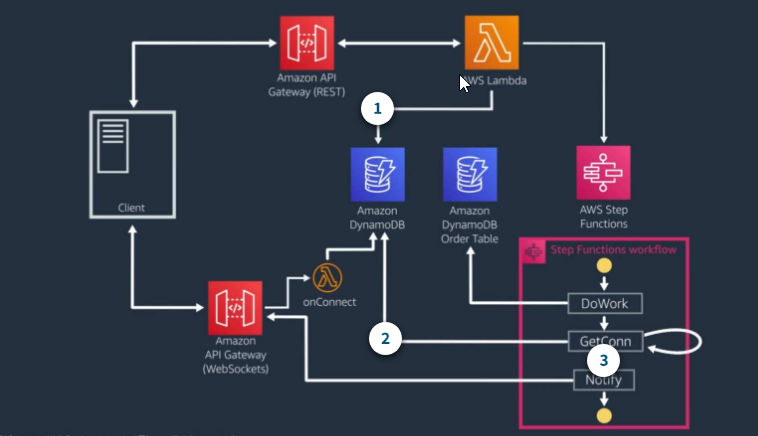 Amazon API
Gateway (REST)
AWS Lambda
1
Client
Amazon
DynamoDB
Amazon
DynamoDB
Order Table
AWS Step
Functions
Step Functions workflow
onConnect
DoWork
Amazon
API Gateway
(WebSockets)
2
GetConn
3
Notify